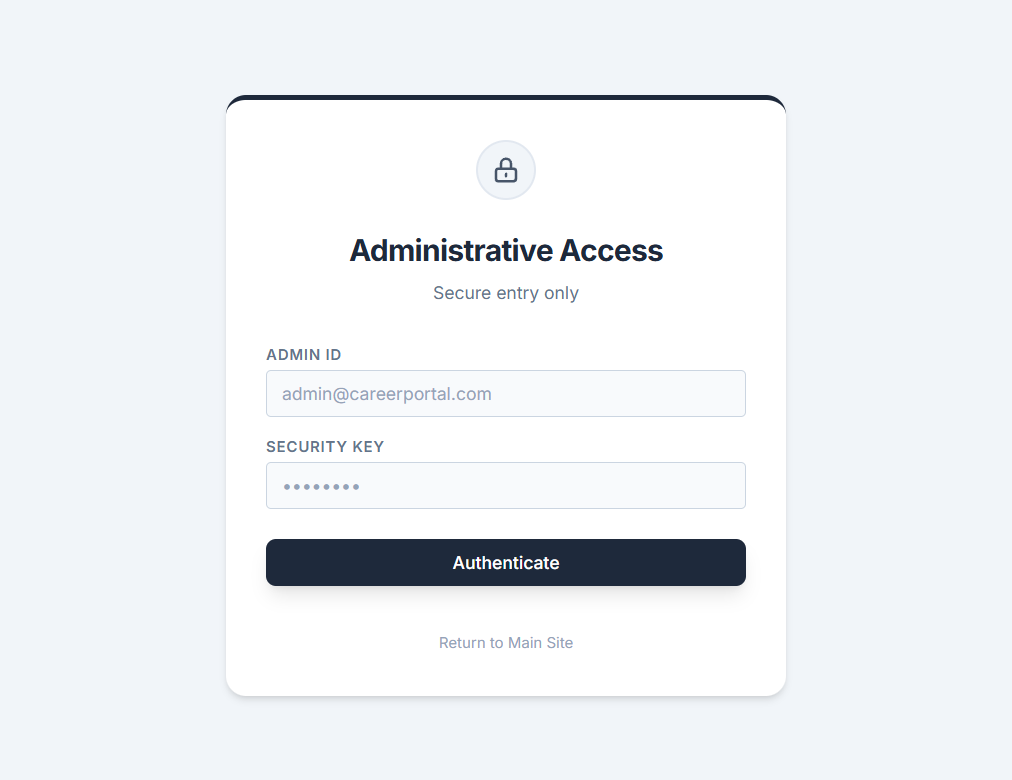 Administrative Access
Secure entry only
ADMIN ID
admin@careerportal.com
SECURITY KEY
••••••••
Authenticate
Return to Main Site